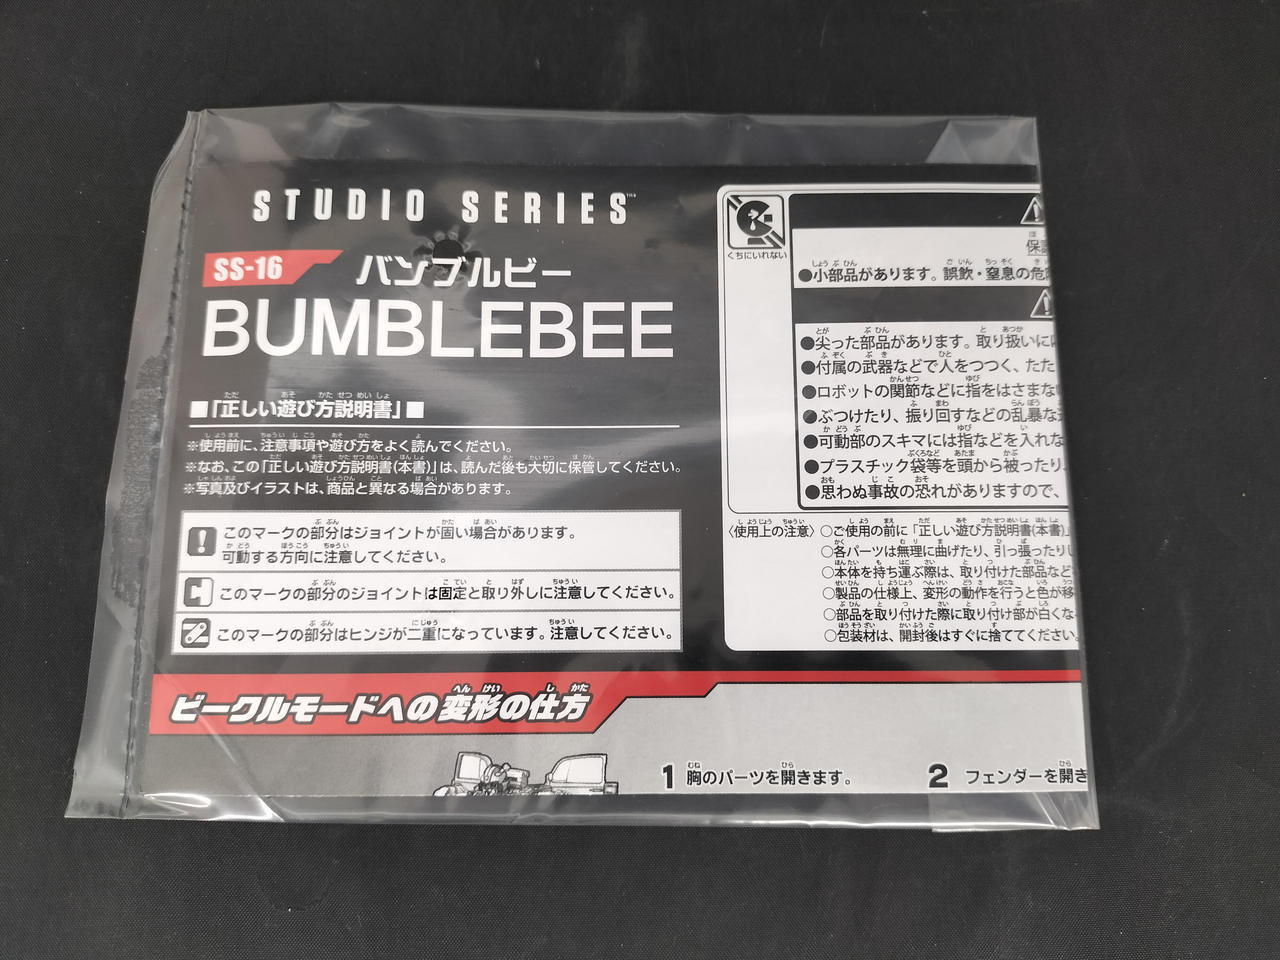 STUDIO SERIES™
SS-16
バンブルビー
BUMBLEBEE
■「正しい遊び方説明書」■
※使用前に、注意事項や遊び方をよく読んでください。
※なお、この「正しい遊び方説明書(本書)」は、読んだ後も大切に保管してください。
※写真及びイラストは、商品と異なる場合があります。
このマークの部分はジョイントが固い場合があります。
可動する方向に注意してください。
このマークの部分のジョイントは固定と取り外しに注意してください。
このマークの部分はヒンジが二重になっています。注意してください。
くちにいれない
保
●小部品があります。誤飲・窒息の危
●尖った部品があります。取り扱いに
●付属の武器などで人をつつく、たた
●ロボットの関節などに指をはさまな
●ぶつけたり、振り回すなどの乱暴な
●可動部のスキマには指などを入れな
●プラスチック袋等を頭から被ったり、
●思わぬ事故の恐れがありますので、
〈使用上の注意〉
○ご使用の前に「正しい遊び方説明書(本書)」
○各パーツは無理に曲げたり、引っ張ったりし
○本体を持ち運ぶ際は、取り付けた部品など
○製品の仕様上、変形の動作を行うと色が移
○部品を取り付けた際に取り付け部が白くな
○包装材は、開封後はすぐに捨ててください。
ビークルモードへの変形の仕方
1 胸のパーツを開きます。
2 フェンダーを開き